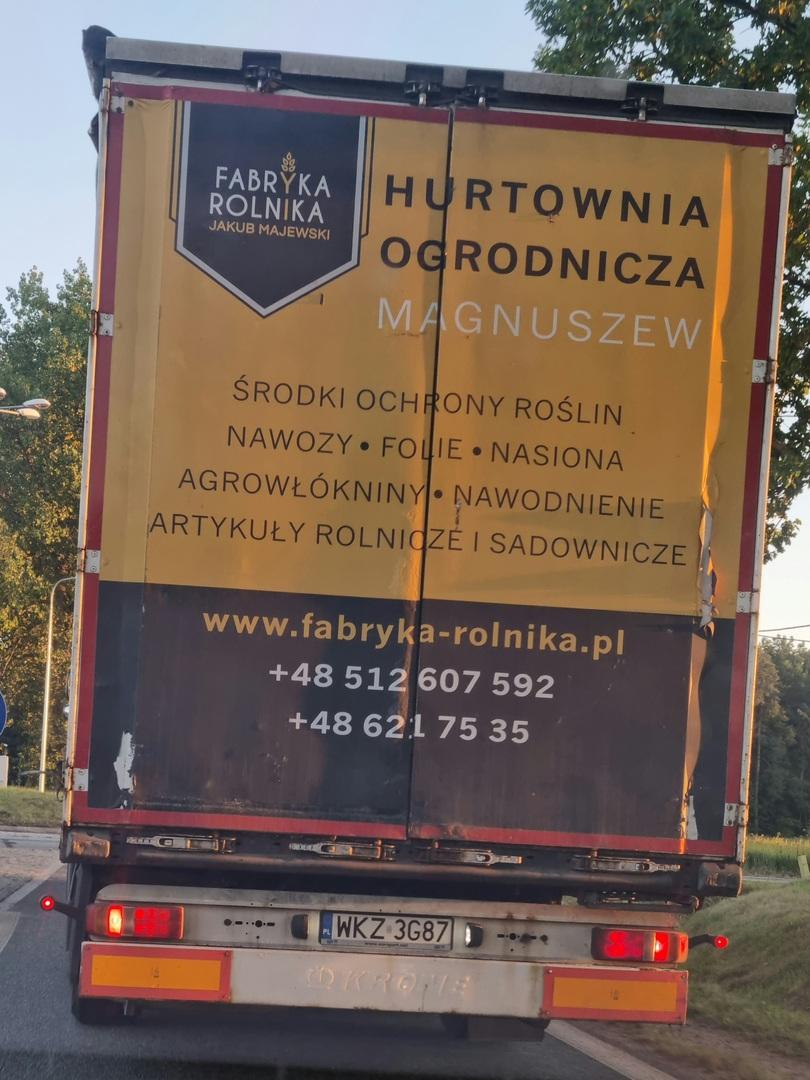 FABRYKA
ROLNIKA
JAKUB MAJEWSKI
HURTOWNIA
OGRODNICZA
MAGNUSZEW
ŚRODKI OCHRONY ROŚLIN
NAWOZY • FOLIE • NASIONA
AGROWŁÓKNINY • NAWODNIENIE
ARTYKUŁY ROLNICZE I SADOWNICZE
www.fabryka-rolnika.pl
+48 512 607 592
+48 621 75 35
PL WKZ 3G87
KRONE